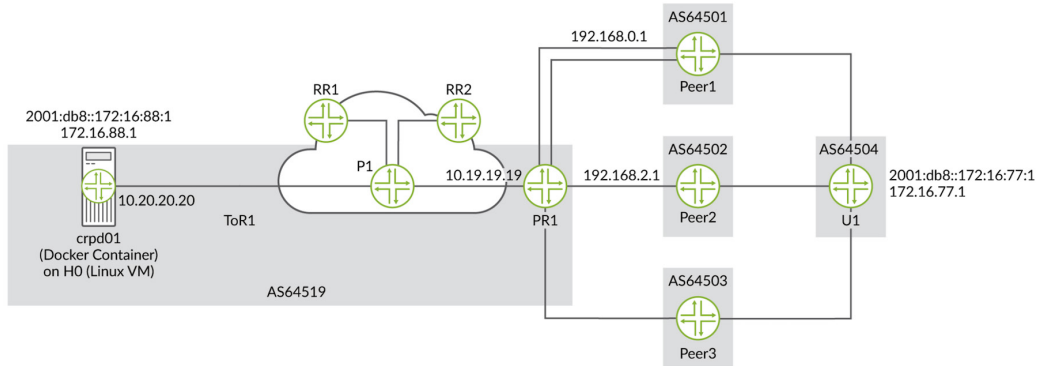 AS64501
192.168.0.1
Peer1
RR1
RR2
2001:db8::172:16:88:1
172.16.88.1
P1
10.19.19.19
192.168.2.1
AS64502
AS64504
2001:db8::172:16:77:1
172.16.77.1
10.20.20.20
ToR1
PR1
Peer2
U1
crpd01
(Docker Container)
on H0 (Linux VM)
AS64519
AS64503
Peer3